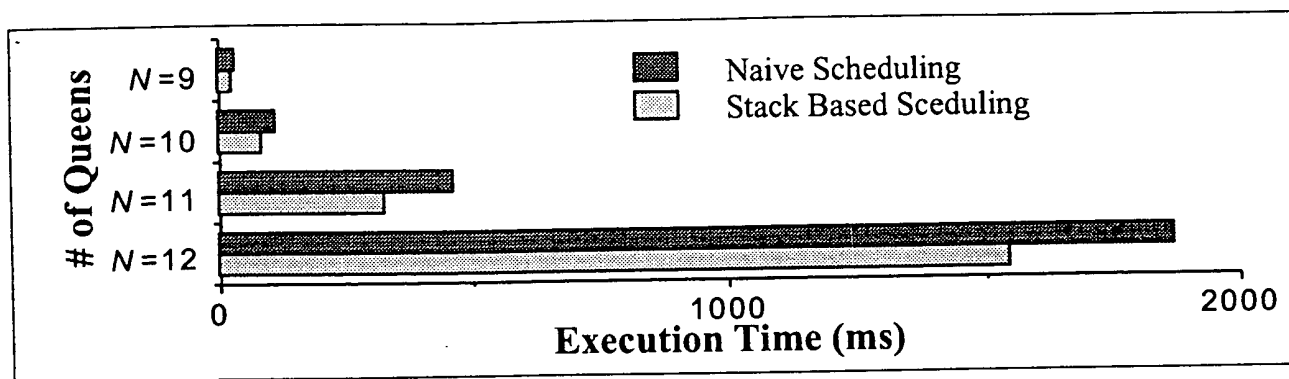 # of Queens
N=9
N=10
N=11
N=12
Naive Scheduling
Stack Based Sceduling
0
1000
2000
Execution Time (ms)